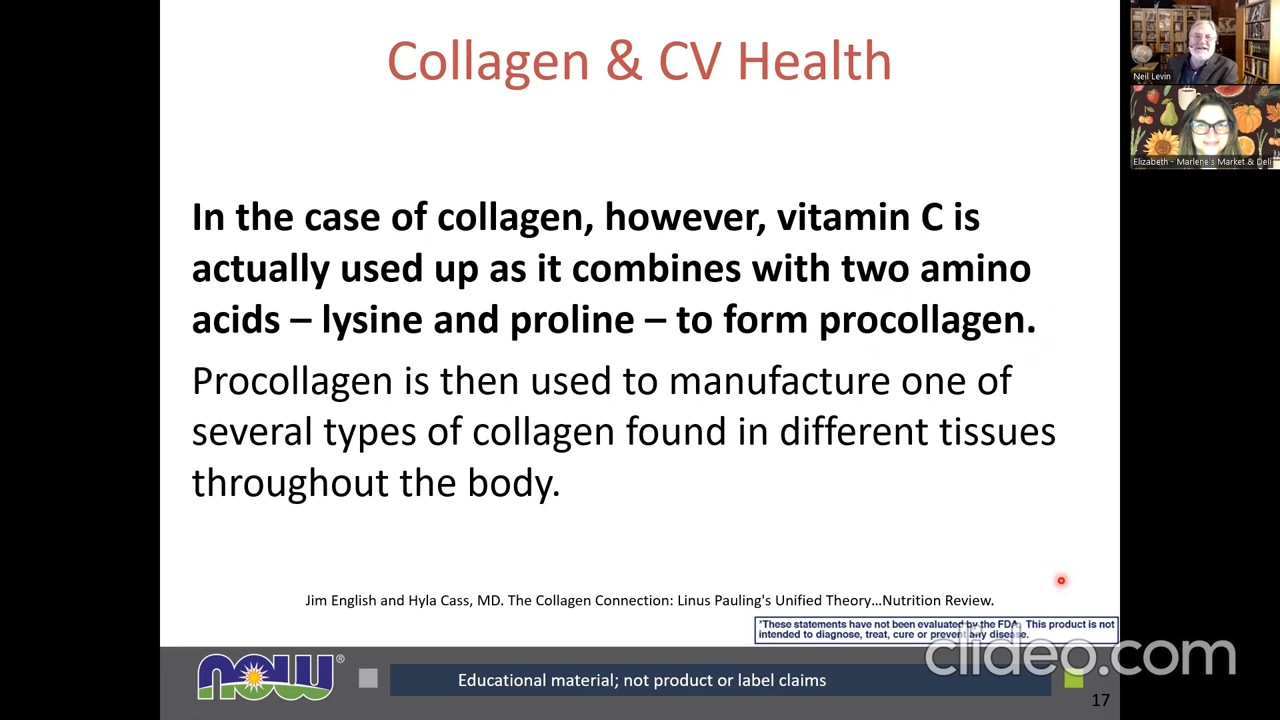 Collagen & CV Health
Neil Levin
Elizabeth - Marlene's Market & Deli
In the case of collagen, however, vitamin C is
actually used up as it combines with two amino
acids – lysine and proline – to form procollagen.
Procollagen is then used to manufacture one of
several types of collagen found in different tissues
throughout the body.
Jim English and Hyla Cass, MD. The Collagen Connection: Linus Pauling's Unified Theory…Nutrition Review.
*These statements have not been evaluated by the FDA. This product is not
intended to diagnose, treat, cure or prevent any disease.
clideo.com
NOW®
Educational material; not product or label claims
17